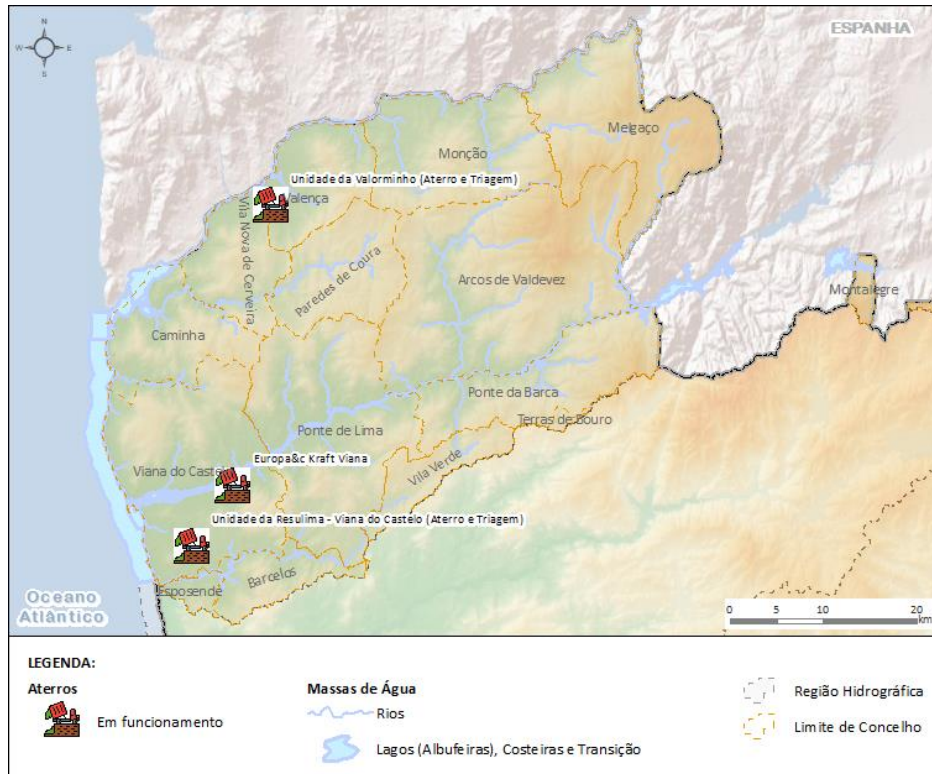 N
W
E
S
ESPANHA
Melgaço
Monção
Unidade da Valorminho (Aterro e Triagem)
Valença
Vila Nova de Cerveira
Paredes de Coura
Arcos de Valdevez
Montalegre
Caminha
Ponte da Barca
Terras de Bouro
Ponte de Lima
Vila Verde
Europa&c Kraft Viana
Viana do Castelo
Unidade da Resulima - Viana do Castelo (Aterro e Triagem)
Barcelos
Esposende
Oceano
Atlântico
0 5 10 20
km
LEGENDA:
Aterros
Em funcionamento
Massas de Água
Rios
Lagos (Albufeiras), Costeiras e Transição
Região Hidrográfica
Limite de Concelho